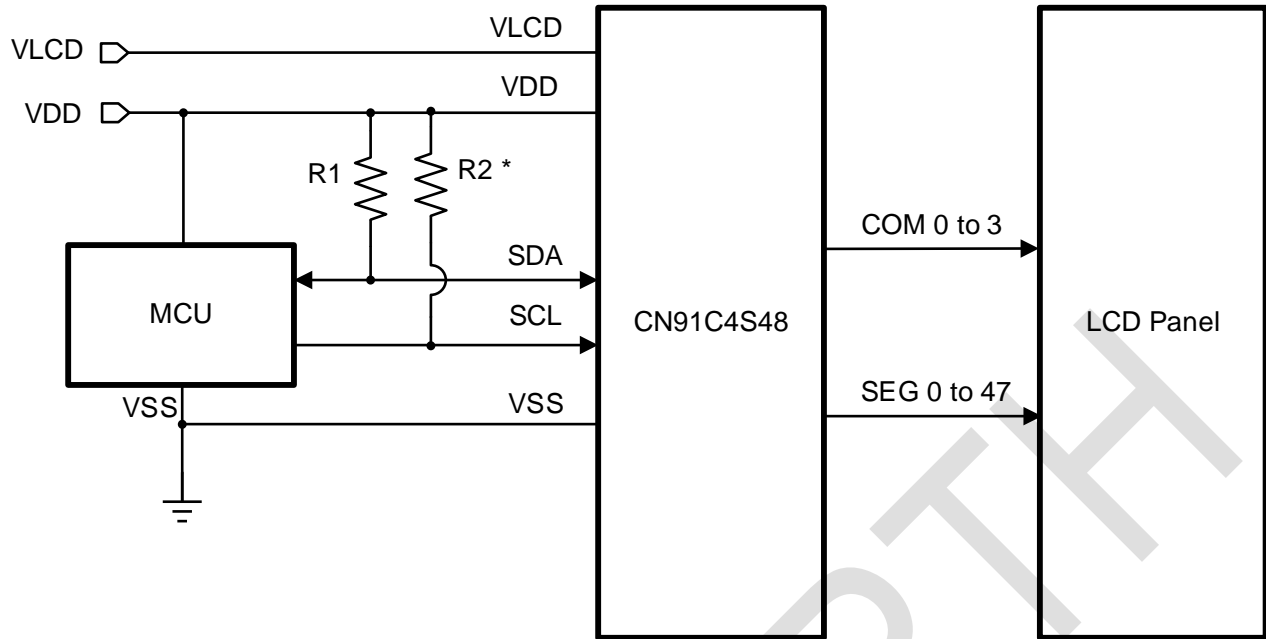 VLCD
VLCD
VDD
VDD
R1
R2 *
COM 0 to 3
SDA
MCU
SCL
CN91C4S48
LCD Panel
SEG 0 to 47
VSS
VSS
PTH